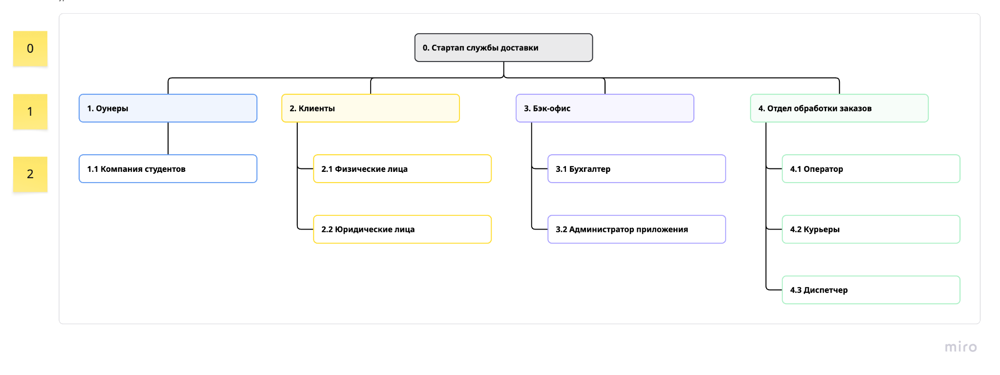 0
0. Стартап службы доставки
1
1. Оунеры
2. Клиенты
3. Бэк-офис
4. Отдел обработки заказов
2
1.1 Компания студентов
2.1 Физические лица
3.1 Бухгалтер
4.1 Оператор
2.2 Юридические лица
3.2 Администратор приложения
4.2 Курьеры
4.3 Диспетчер
miro